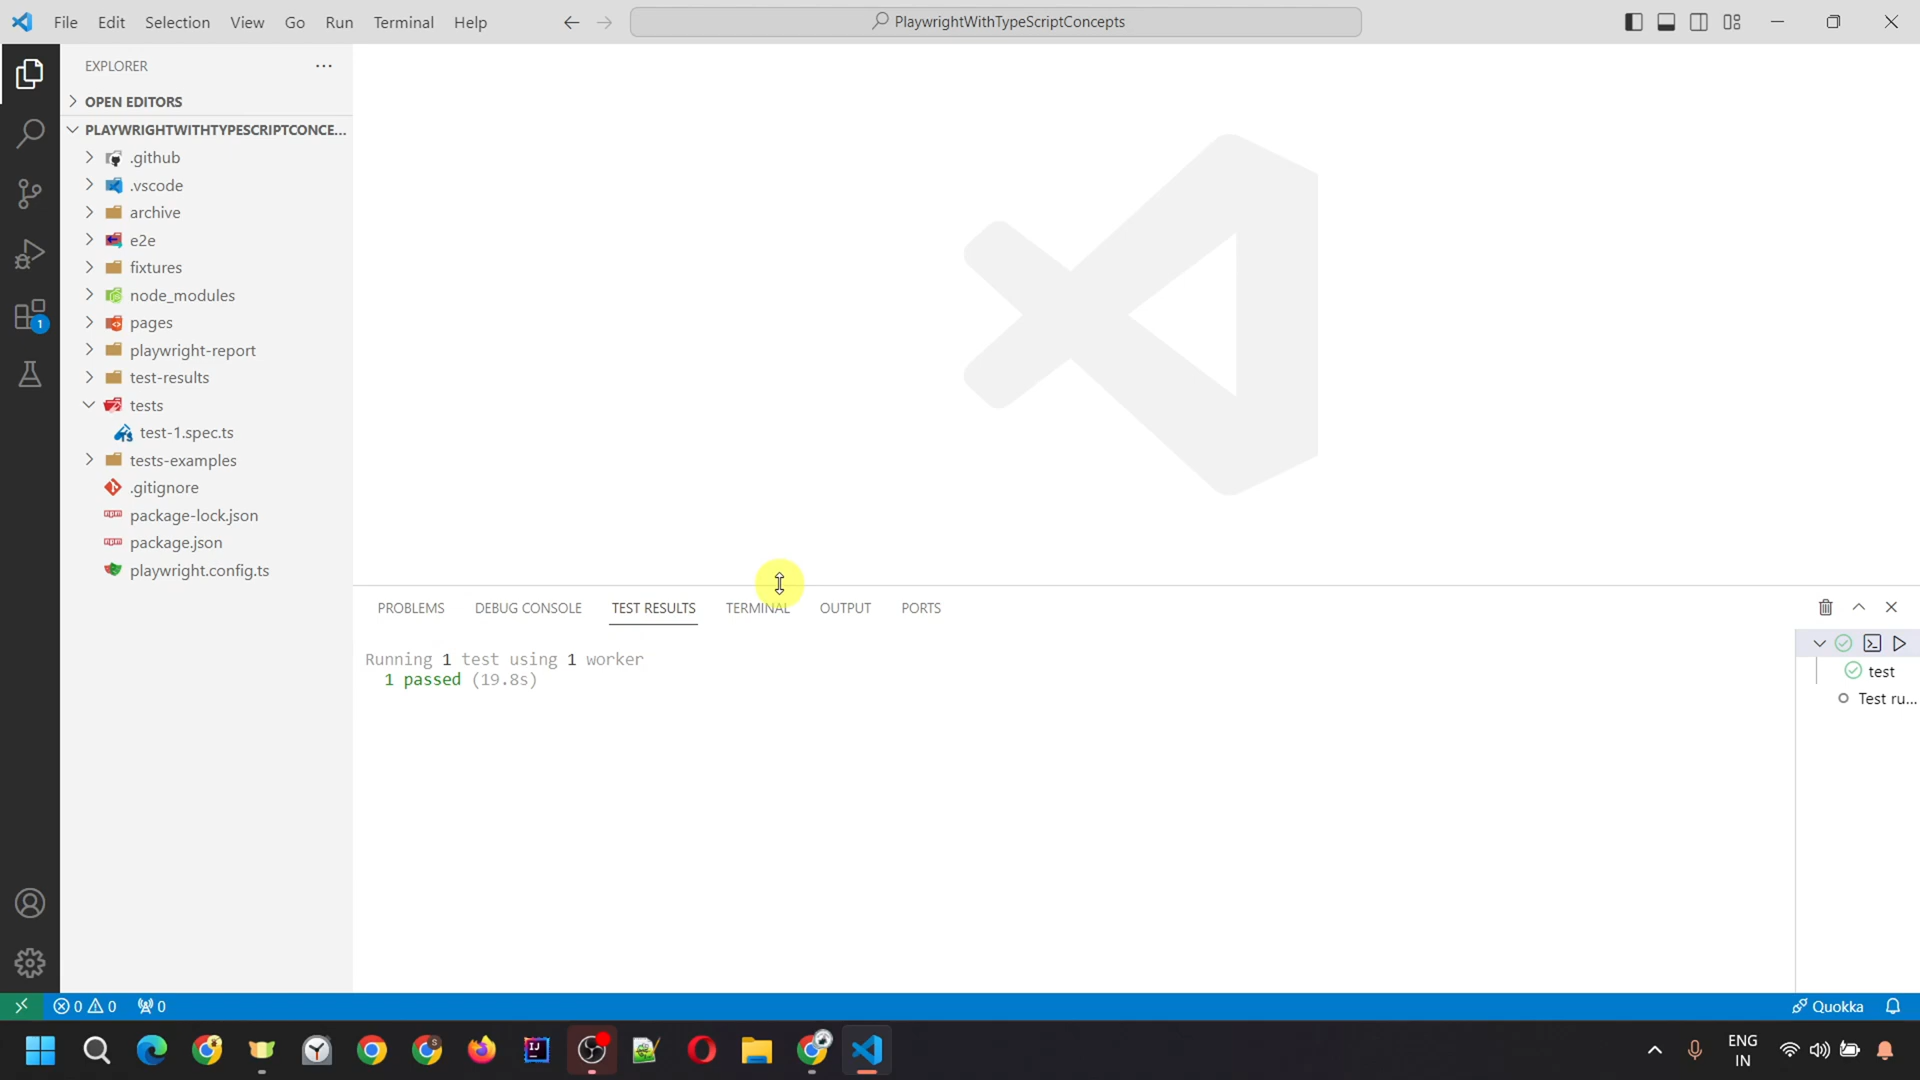 File Edit Selection View Go Run Terminal Help
PlaywrightWithTypeScriptConcepts
EXPLORER
OPEN EDITORS
PLAYWRIGHTWITHTYPESCRIPTCONCE...
.github
.vscode
archive
e2e
fixtures
node_modules
pages
playwright-report
test-results
tests
test-1.spec.ts
tests-examples
.gitignore
package-lock.json
package.json
playwright.config.ts
1
PROBLEMS DEBUG CONSOLE TEST RESULTS TERMINAL OUTPUT PORTS
Running 1 test using 1 worker
1 passed (19.8s)
test
Test ru...
0 0 0
Quokka
ENG
IN